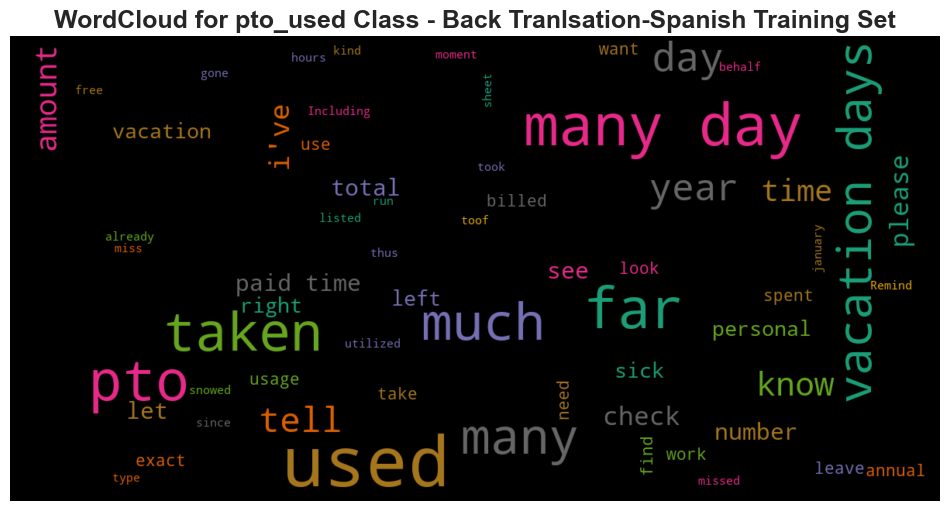 WordCloud for pto_used Class - Back Tranlsation-Spanish Training Set
amount
free
gone
hours
kind
moment
want
day
behalf
vacation days
vacation
i've
Including
use
sheet
many day
took
total
run
billed
year
time
please
listed
toof
already
miss
thus
january
see
look
paid time
right
left
spent
Remind
taken
much
far
personal
utilized
pto
snowed
usage
take
sick
know
let
since
tell
need
check
number
used
many
find
work
exact
type
missed
leave
annual